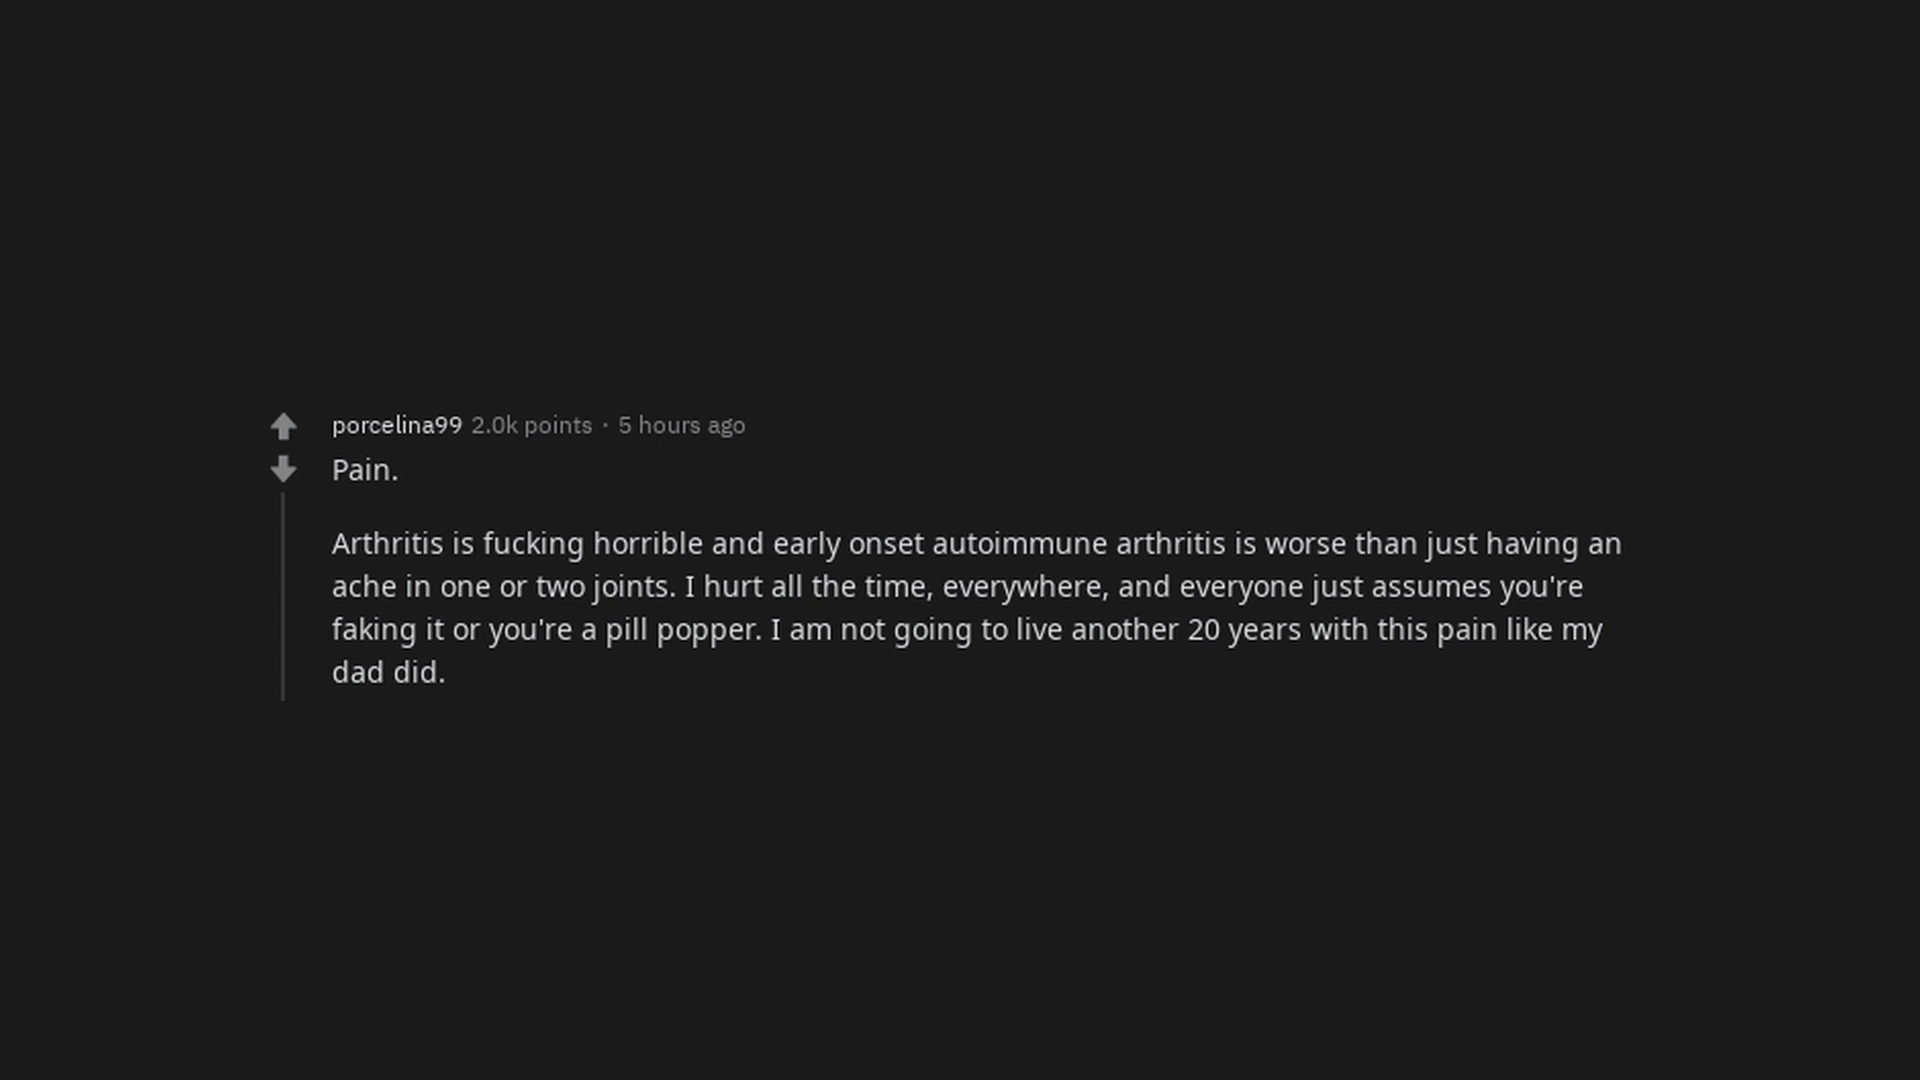 porcelina99 2.0k points · 5 hours ago
Pain.
Arthritis is fucking horrible and early onset autoimmune arthritis is worse than just having an
ache in one or two joints. I hurt all the time, everywhere, and everyone just assumes you're
faking it or you're a pill popper. I am not going to live another 20 years with this pain like my
dad did.